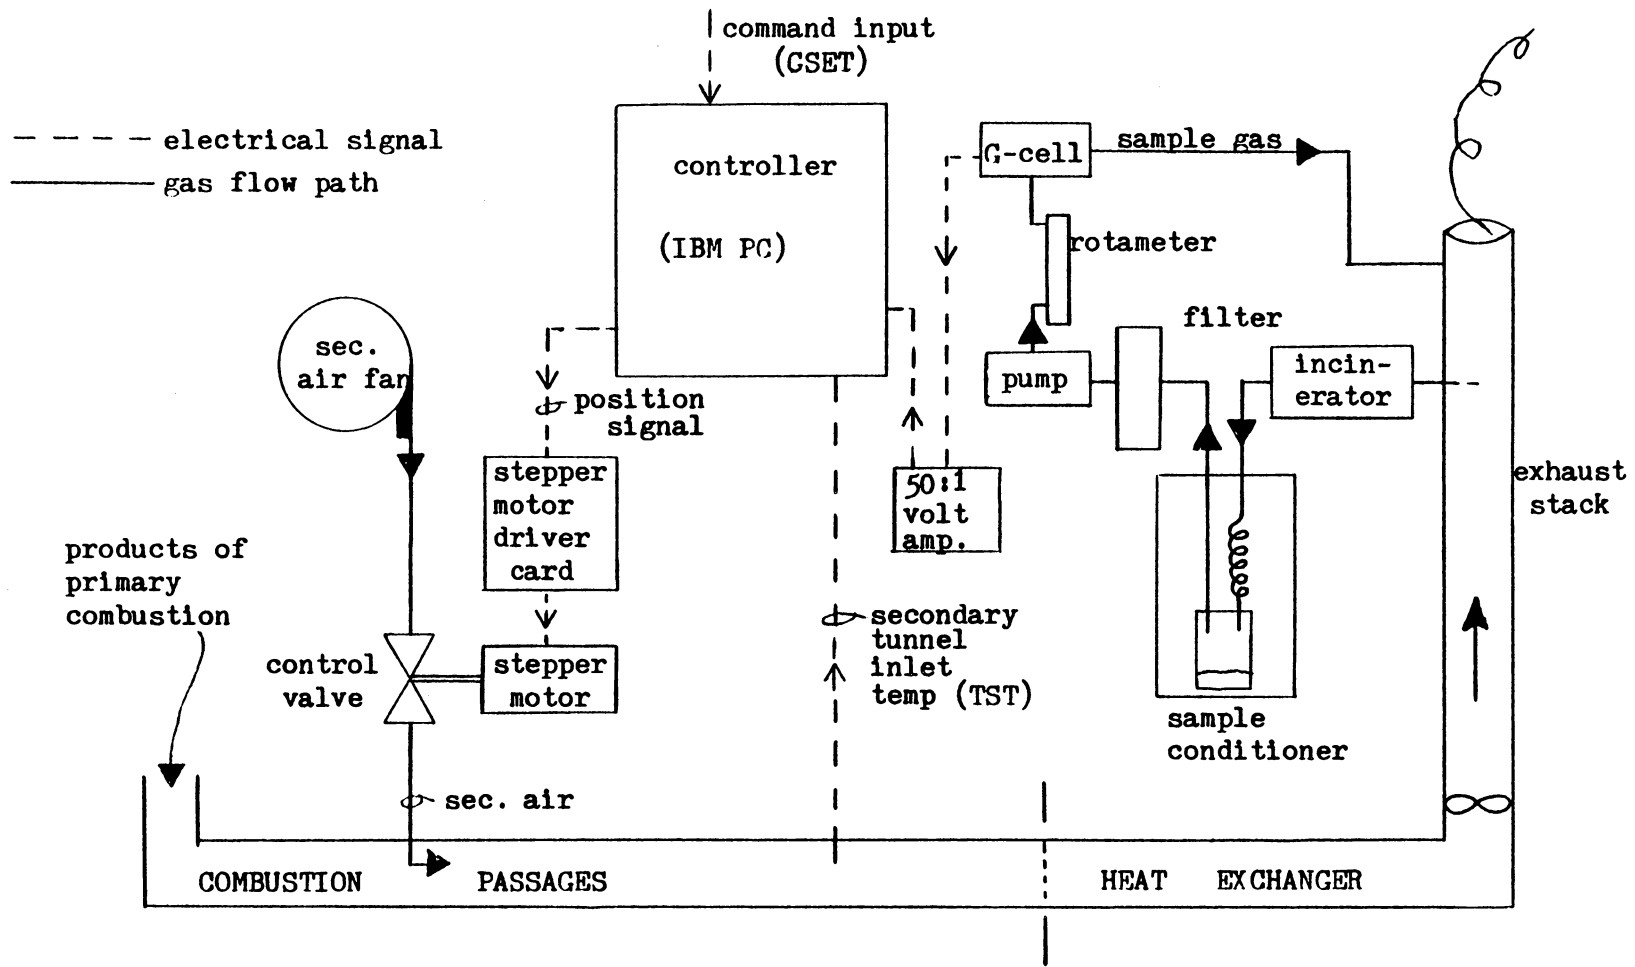 command input
(GSET)
electrical signal
gas flow path
controller
(IBM PC)
G-cell
sample gas
rotameter
filter
sec.
air fan
pump
incin-
erator
position
signal
stepper
motor
driver
card
50:1
volt
amp.
exhaust
stack
products of
primary
combustion
control
valve
stepper
motor
secondary
tunnel
inlet
temp (TST)
sample
conditioner
sec. air
COMBUSTION PASSAGES
HEAT EXCHANGER